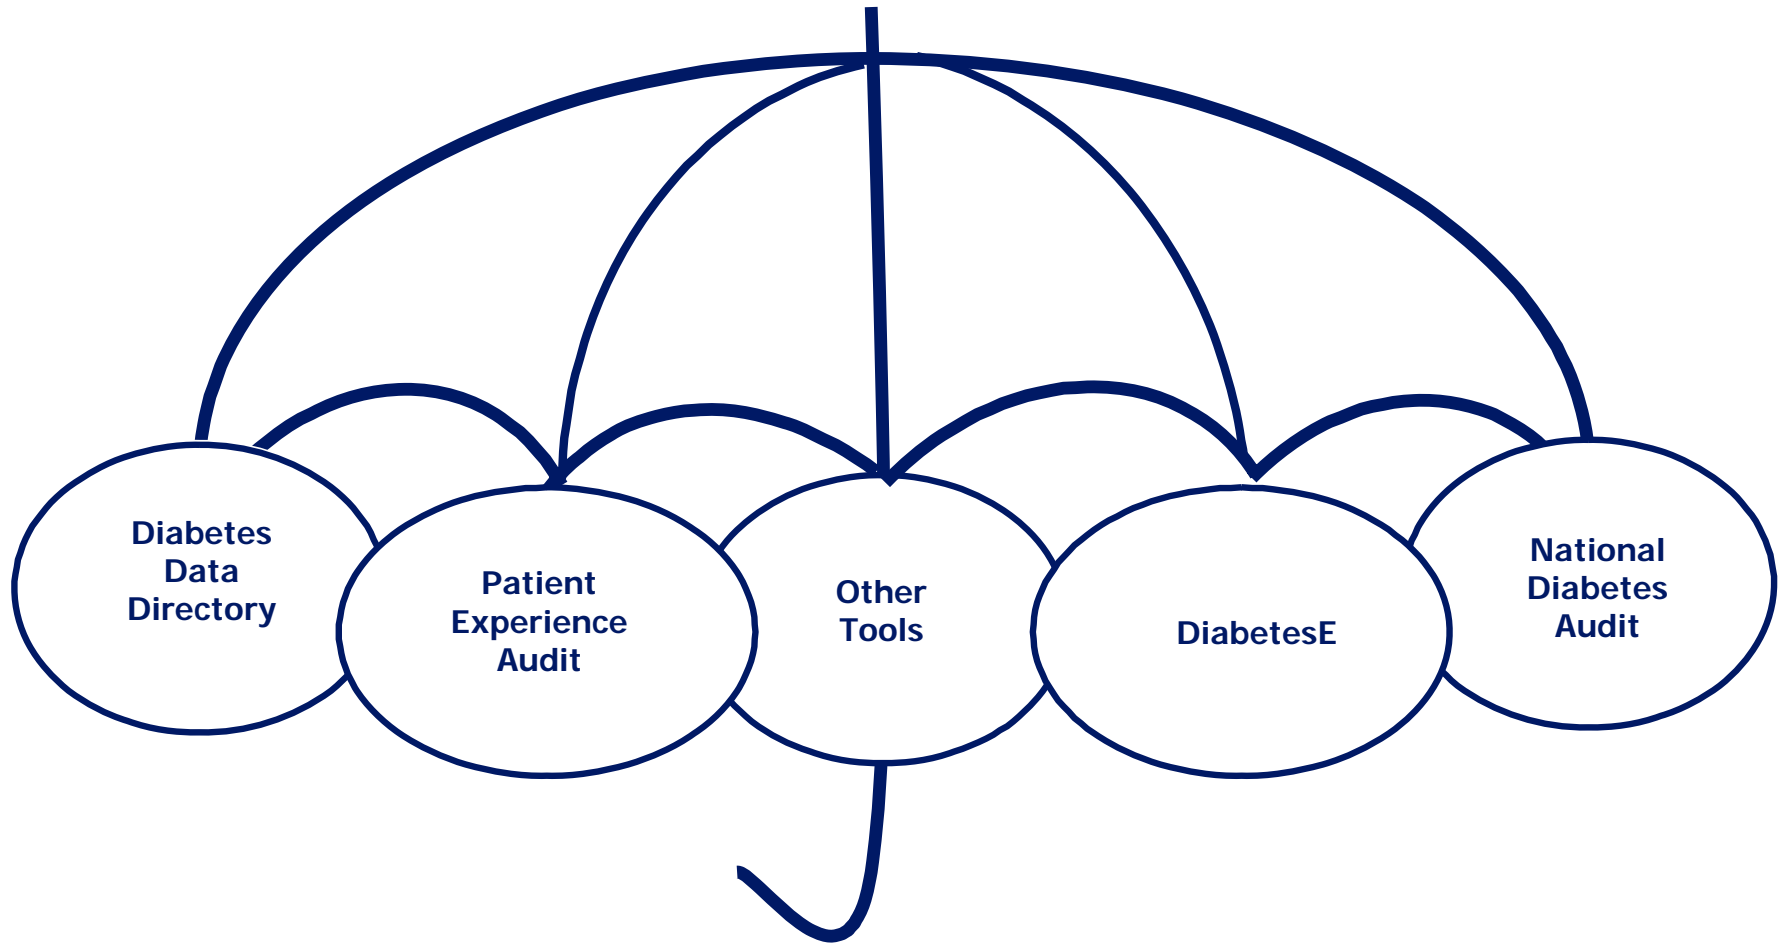 Diabetes
Data
Directory
Patient
Experience
Audit
Other
Tools
DiabetesE
National
Diabetes
Audit